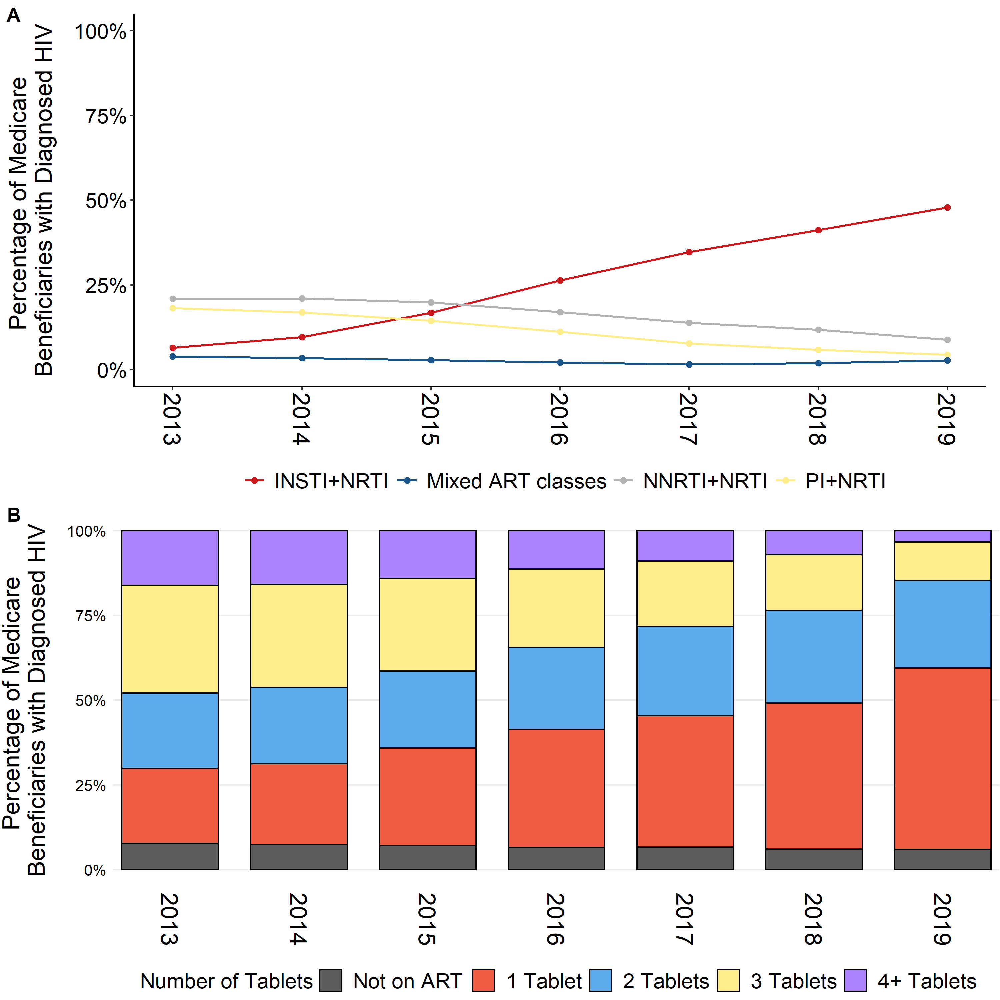 A
Percentage of Medicare
Beneficiaries with Diagnosed HIV
100%
75%
50%
25%
0%
2013 2014 2015 2016 2017 2018 2019
INSTI+NRTI Mixed ART classes NNRTI+NRTI PI+NRTI
B
Percentage of Medicare
Beneficiaries with Diagnosed HIV
100%
75%
50%
25%
0%
2013 2014 2015 2016 2017 2018 2019
Number of Tablets Not on ART 1 Tablet 2 Tablets 3 Tablets 4+ Tablets